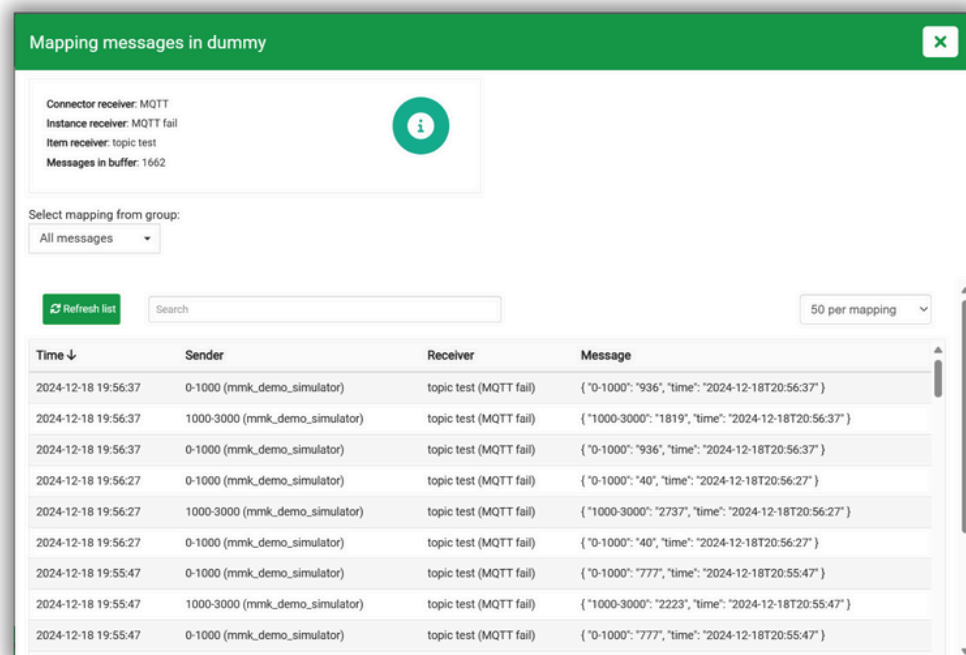 Mapping messages in dummy
Connector receiver: MQTT
Instance receiver: MQTT fail
Item receiver: topic test
Messages in buffer: 1662
Select mapping from group:
All messages
Refresh list Search 50 per mapping
Time Sender Receiver Message
2024-12-18 19:56:37 0-1000 (mmk_demo_simulator) topic test (MQTT fail) { "0-1000": "936", "time": "2024-12-18T20:56:37" }
2024-12-18 19:56:37 1000-3000 (mmk_demo_simulator) topic test (MQTT fail) { "1000-3000": "1819", "time": "2024-12-18T20:56:37" }
2024-12-18 19:56:37 0-1000 (mmk_demo_simulator) topic test (MQTT fail) { "0-1000": "936", "time": "2024-12-18T20:56:37" }
2024-12-18 19:56:27 0-1000 (mmk_demo_simulator) topic test (MQTT fail) { "0-1000": "40", "time": "2024-12-18T20:56:27" }
2024-12-18 19:56:27 1000-3000 (mmk_demo_simulator) topic test (MQTT fail) { "1000-3000": "2737", "time": "2024-12-18T20:56:27" }
2024-12-18 19:56:27 0-1000 (mmk_demo_simulator) topic test (MQTT fail) { "0-1000": "40", "time": "2024-12-18T20:56:27" }
2024-12-18 19:55:47 0-1000 (mmk_demo_simulator) topic test (MQTT fail) { "0-1000": "777", "time": "2024-12-18T20:55:47" }
2024-12-18 19:55:47 1000-3000 (mmk_demo_simulator) topic test (MQTT fail) { "1000-3000": "2223", "time": "2024-12-18T20:55:47" }
2024-12-18 19:55:47 0-1000 (mmk_demo_simulator) topic test (MQTT fail) { "0-1000": "777", "time": "2024-12-18T20:55:47" }